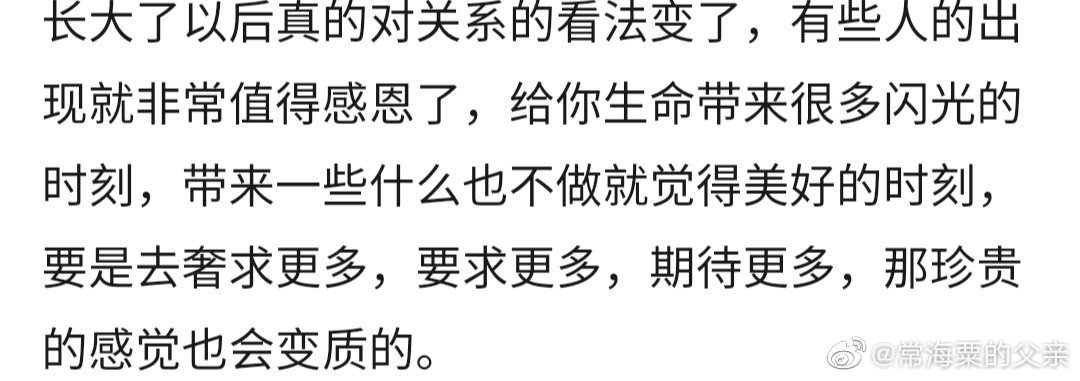 长大了以后真的对关系的看法变了，有些人的出
现就非常值得感恩了，给你生命带来很多闪光的
时刻，带来一些什么也不做就觉得美好的时刻，
要是去奢求更多，要求更多，期待更多，那珍贵
的感觉也会变质的。
@常海粟的父亲